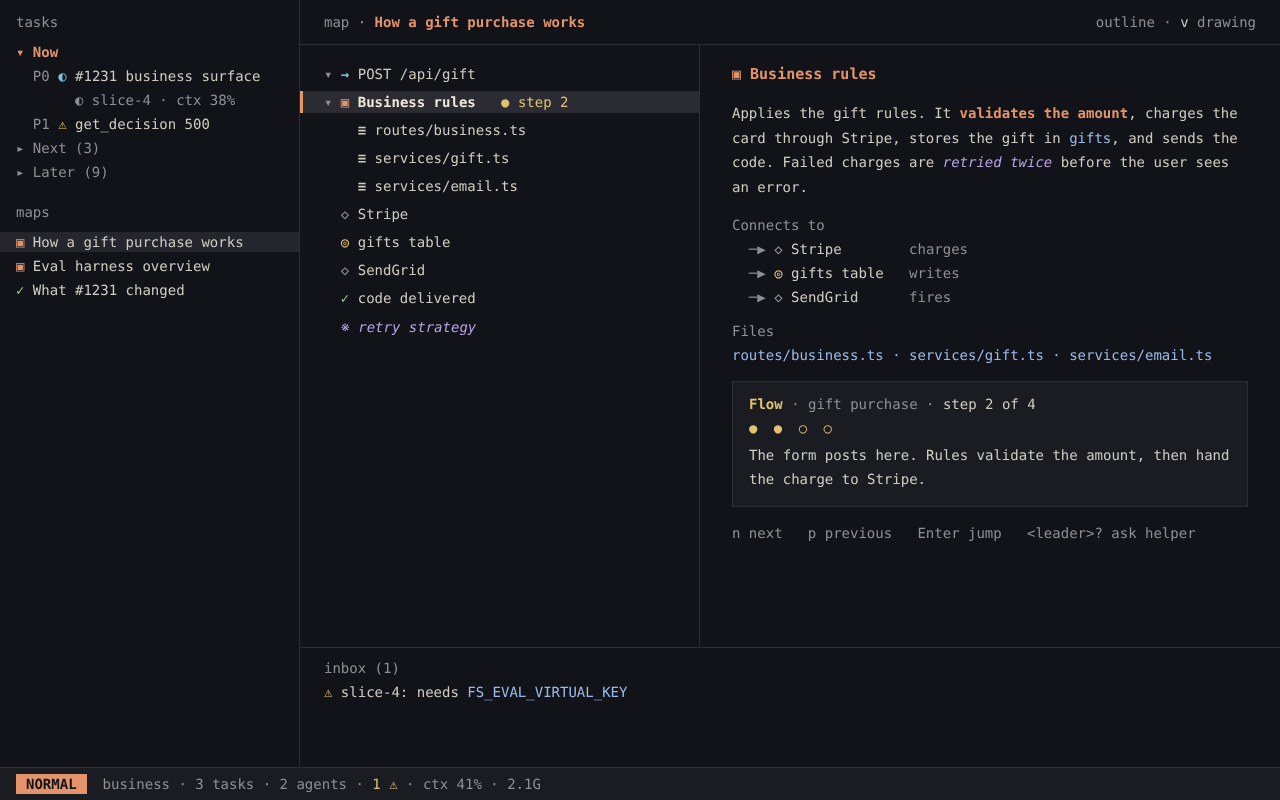 tasks
▾ Now
P0 ◐ #1231 business surface
◐ slice-4 · ctx 38%
P1 ⚠ get_decision 500
▸ Next (3)
▸ Later (9)
maps
▣ How a gift purchase works
▣ Eval harness overview
✓ What #1231 changed
map · How a gift purchase works
outline · v drawing
▾ → POST /api/gift
▾ ▣ Business rules ● step 2
≡ routes/business.ts
≡ services/gift.ts
≡ services/email.ts
◇ Stripe
◎ gifts table
◇ SendGrid
✓ code delivered
※ retry strategy
▣ Business rules
Applies the gift rules. It validates the amount, charges the
card through Stripe, stores the gift in gifts, and sends the
code. Failed charges are retried twice before the user sees
an error.
Connects to
─▶ ◇ Stripe charges
─▶ ◎ gifts table writes
─▶ ◇ SendGrid fires
Files
routes/business.ts · services/gift.ts · services/email.ts
Flow · gift purchase · step 2 of 4
● ● ○ ○
The form posts here. Rules validate the amount, then hand
the charge to Stripe.
n next p previous Enter jump <leader>? ask helper
inbox (1)
⚠ slice-4: needs FS_EVAL_VIRTUAL_KEY
NORMAL business · 3 tasks · 2 agents · 1 ⚠ · ctx 41% · 2.1G